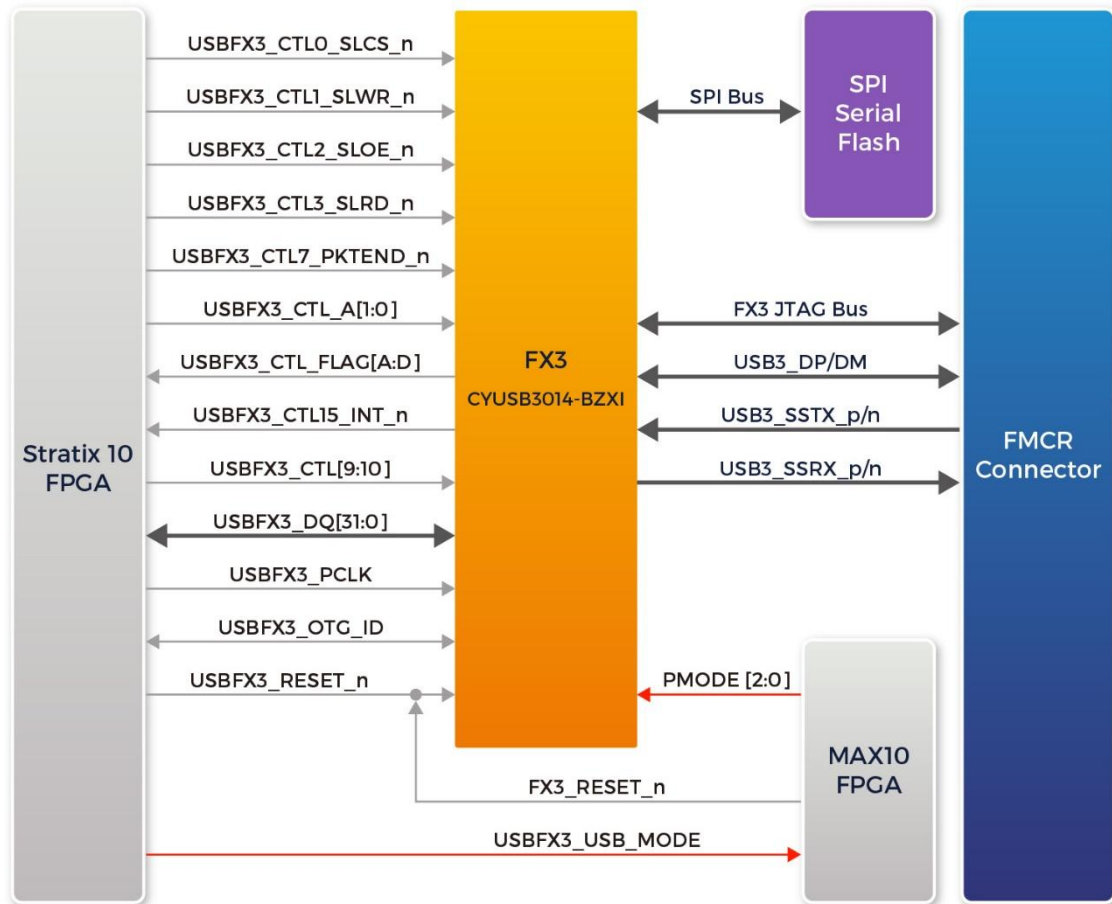 USBFX3_CTL0_SLCS_n
USBFX3_CTL1_SLWR_n
USBFX3_CTL2_SLOE_n
USBFX3_CTL3_SLRD_n
USBFX3_CTL7_PKTEND_n
USBFX3_CTL_A[1:0]
USBFX3_CTL_FLAG[A:D]
USBFX3_CTL15_INT_n
USBFX3_CTL[9:10]
USBFX3_DQ[31:0]
USBFX3_PCLK
USBFX3_OTG_ID
USBFX3_RESET_n
Stratix 10
FPGA
FX3
CYUSB3014-BZXI
SPI Bus
SPI
Serial
Flash
FX3 JTAG Bus
USB3_DP/DM
USB3_SSTX_p/n
USB3_SSRX_p/n
FMCR
Connector
PMODE [2:0]
MAX10
FPGA
FX3_RESET_n
USBFX3_USB_MODE